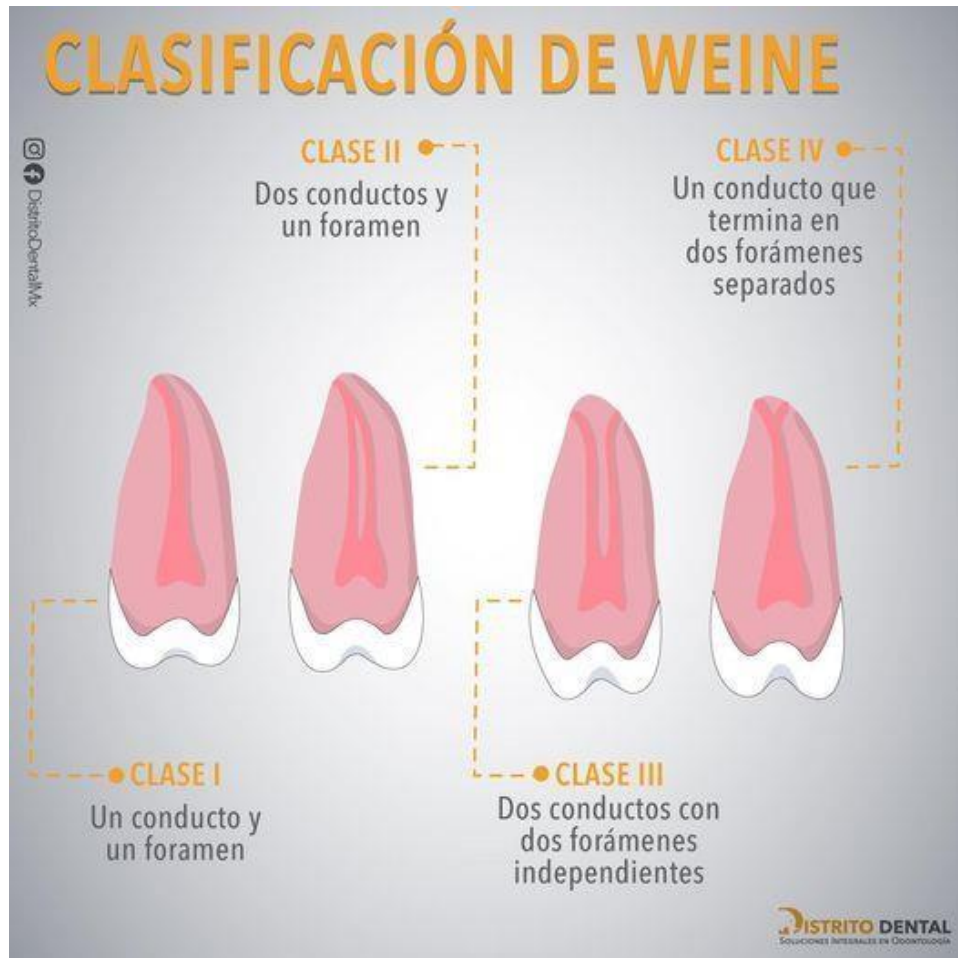 CLASIFICACIÓN DE WEINE
DistritoDentalMx
CLASE II
Dos conductos y
un foramen
CLASE IV
Un conducto que
termina en
dos forámenes
separados
CLASE I
Un conducto y
un foramen
CLASE III
Dos conductos con
dos forámenes
independientes
DISTRITO DENTAL
SOLUCIONES INTEGRALES EN ODONTOLOGÍA